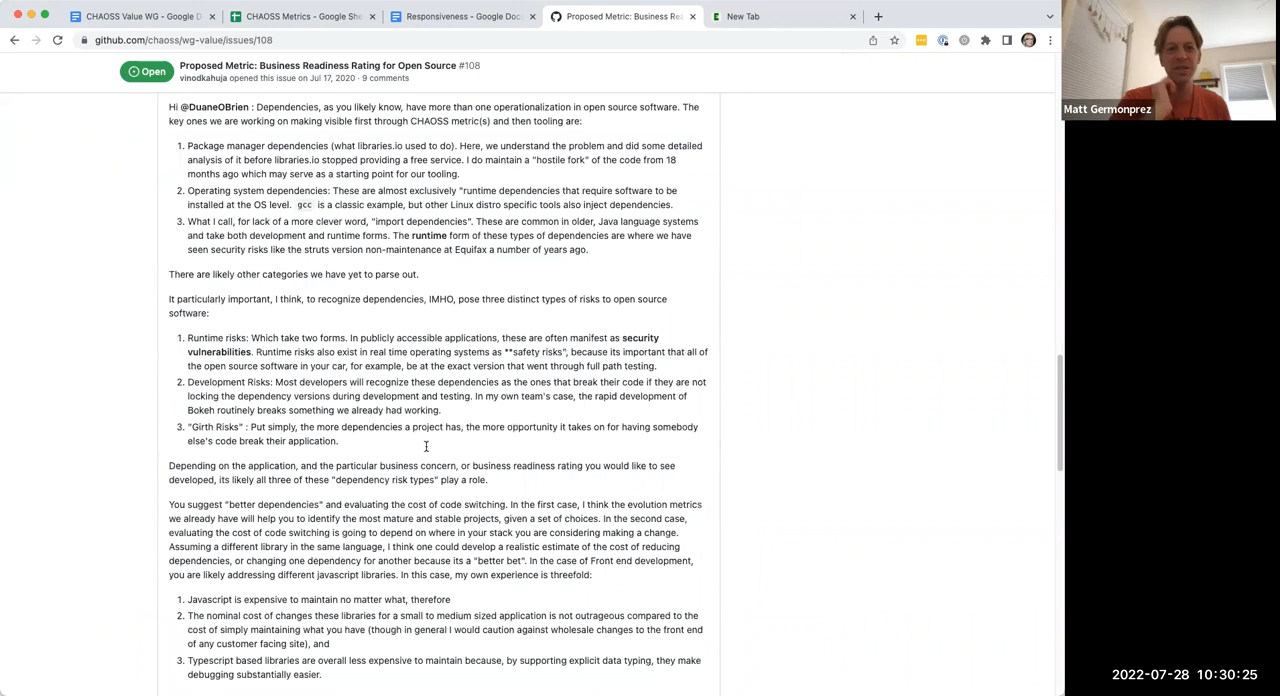 CHAOSS Value WG - Google D
CHAOSS Metrics - Google She
Responsiveness - Google Doc
Proposed Metric: Business Rea
New Tab
github.com/chaoss/wg-value/issues/108
Open
Proposed Metric: Business Readiness Rating for Open Source #108
vinodkahuja opened this issue on Jul 17, 2020 · 9 comments
Hi @DuaneOBrien : Dependencies, as you likely know, have more than one operationalization in open source software. The
key ones we are working on making visible first through CHAOSS metric(s) and then tooling are:
1. Package manager dependencies (what libraries.io used to do). Here, we understand the problem and did some detailed
analysis of it before libraries.io stopped providing a free service. I do maintain a "hostile fork" of the code from 18
months ago which may serve as a starting point for our tooling.
2. Operating system dependencies: These are almost exclusively "runtime dependencies that require software to be
installed at the OS level. gcc is a classic example, but other Linux distro specific tools also inject dependencies.
3. What I call, for lack of a more clever word, "import dependencies". These are common in older, Java language systems
and take both development and runtime forms. The runtime form of these types of dependencies are where we have
seen security risks like the struts version non-maintenance at Equifax a number of years ago.
There are likely other categories we have yet to parse out.
It particularly important, I think, to recognize dependencies, IMHO, pose three distinct types of risks to open source
software:
1. Runtime risks: Which take two forms. In publicly accessible applications, these are often manifest as security
vulnerabilities. Runtime risks also exist in real time operating systems as **safety risks", because its important that all of
the open source software in your car, for example, be at the exact version that went through full path testing.
2. Development Risks: Most developers will recognize these dependencies as the ones that break their code if they are not
locking the dependency versions during development and testing. In my own team's case, the rapid development of
Bokeh routinely breaks something we already had working.
3. "Girth Risks" : Put simply, the more dependencies a project has, the more opportunity it takes on for having somebody
else's code break their application.
Depending on the application, and the particular business concern, or business readiness rating you would like to see
developed, its likely all three of these "dependency risk types" play a role.
You suggest "better dependencies" and evaluating the cost of code switching. In the first case, I think the evolution metrics
we already have will help you to identify the most mature and stable projects, given a set of choices. In the second case,
evaluating the cost of code switching is going to depend on where in your stack you are considering making a change.
Assuming a different library in the same language, I think one could develop a realistic estimate of the cost of reducing
dependencies, or changing one dependency for another because its a "better bet". In the case of Front end development,
you are likely addressing different javascript libraries. In this case, my own experience is threefold:
1. Javascript is expensive to maintain no matter what, therefore
2. The nominal cost of changes these libraries for a small to medium sized application is not outrageous compared to the
cost of simply maintaining what you have (though in general I would caution against wholesale changes to the front end
of any customer facing site), and
3. Typescript based libraries are overall less expensive to maintain because, by supporting explicit data typing, they make
debugging substantially easier.
Matt Germonprez
2022-07-28 10:30:25